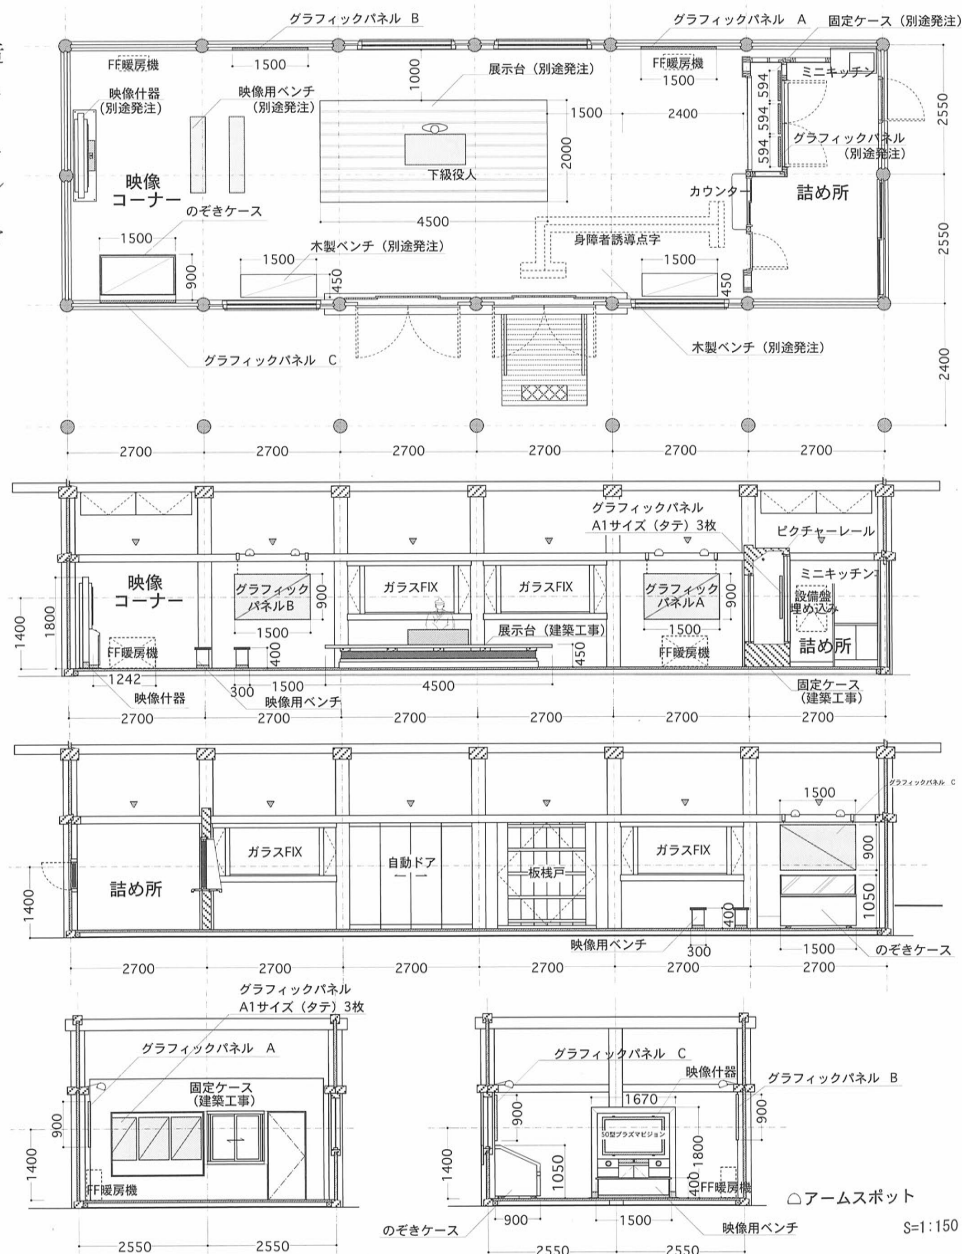 グラフィックパネル B
グラフィックパネル A
固定ケース（別途発注）
FF暖房機
1500
1000
展示台（別途発注）
FF暖房機
1500
ミニキッチン
映像什器
（別途発注）
映像用ベンチ
（別途発注）
1500
2400
594
594
594
グラフィックパネル
（別途発注）
2550
2000
下級役人
映像
コーナー
のぞきケース
カウンター
詰め所
4500
身障者誘導点字
1500
900
木製ベンチ（別途発注）
1500
450
1500
450
2550
グラフィックパネル C
木製ベンチ（別途発注）
2400
2700
2700
2700
2700
2700
2700
グラフィックパネル
A1サイズ（タテ）3枚
ピクチャーレール
映像
コーナー
グラフィック
パネルB
900
ガラスFIX
ガラスFIX
グラフィック
パネルA
900
ミニキッチン
設備盤
埋め込み
1400
1800
1500
1500
展示台（建築工事）
FF暖房機
400
450
FF暖房機
詰め所
1242
300
1500
4500
映像什器
映像用ベンチ
固定ケース
（建築工事）
2700
2700
2700
2700
2700
2700
グラフィックパネル C
1500
ガラスFIX
自動ドア
板桟戸
ガラスFIX
900
詰め所
1400
400
1050
映像用ベンチ
300
1500
のぞきケース
2700
2700
2700
2700
2700
2700
グラフィックパネル
A1サイズ（タテ）3枚
グラフィックパネル A
固定ケース
（建築工事）
900
1400
FF暖房機
2550
2550
グラフィックパネル C
映像什器
グラフィックパネル B
1670
900
900
50型プラズマビジョン
1400
1050
1800
400
FF暖房機
900
1500
のぞきケース
映像用ベンチ
2550
2550
アームスポット
S=1:150